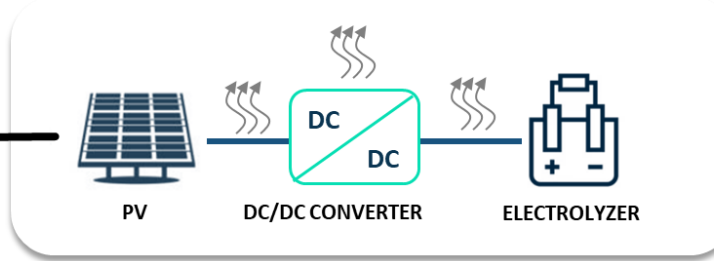 DC
DC
+ −
PV
DC/DC CONVERTER
ELECTROLYZER